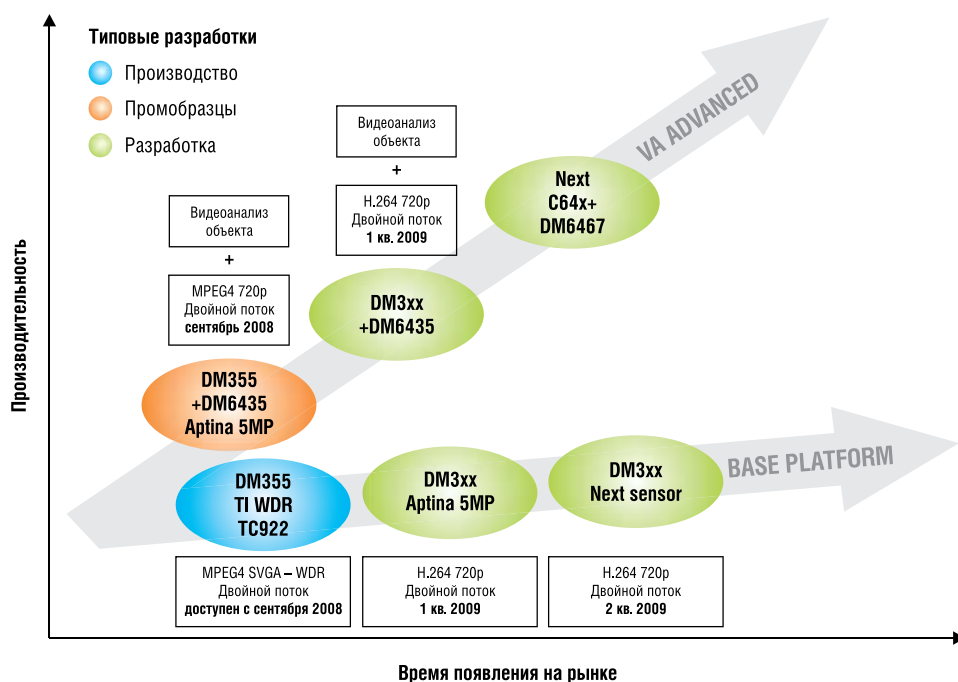 Типовые разработки
Производство
Промобразцы
Разработка
Производительность
Видеоанализ
объекта
+
MPEG4 720p
Двойной поток
сентябрь 2008
Видеоанализ
объекта
+
H.264 720p
Двойной поток
1 кв. 2009
VA ADVANCED
Next
C64x+
DM6467
DM3xx
+DM6435
DM355
+DM6435
Aptina 5MP
DM355
TI WDR
TC922
DM3xx
Aptina 5MP
DM3xx
Next sensor
BASE PLATFORM
MPEG4 SVGA – WDR
Двойной поток
доступен с сентября 2008
H.264 720p
Двойной поток
1 кв. 2009
H.264 720p
Двойной поток
2 кв. 2009
Время появления на рынке